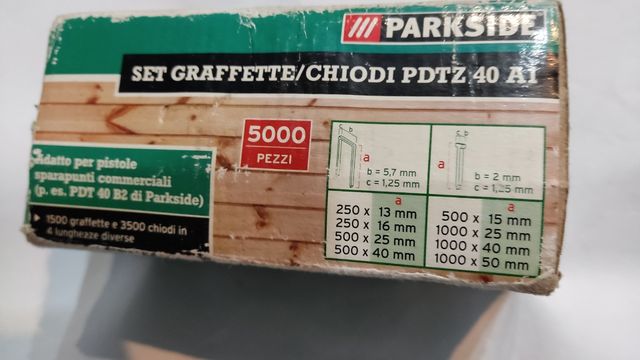 PARKSIDE
SET GRAFFETTE/CHIODI PDTZ 40 A1
5000
PEZZI
Adatto per pistole
sparapunti commerciali
(p. es. PDT 40 B2 di Parkside)
1500 graffette e 3500 chiodi in
4 lunghezze diverse
c b
a
b = 5,7 mm
c = 1,25 mm
a
250 x 13 mm
250 x 16 mm
500 x 25 mm
500 x 40 mm
c b
a
b = 2 mm
c = 1,25 mm
a
500 x 15 mm
1000 x 25 mm
1000 x 40 mm
1000 x 50 mm